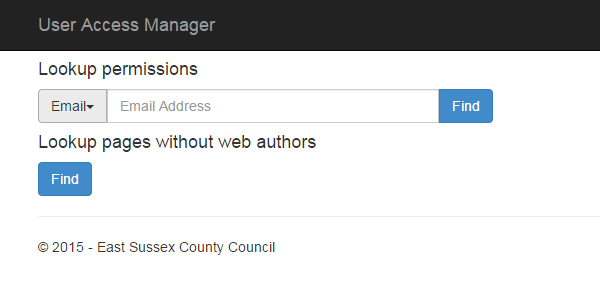 User Access Manager
Lookup permissions
Email Email Address Find
Lookup pages without web authors
Find
© 2015 - East Sussex County Council